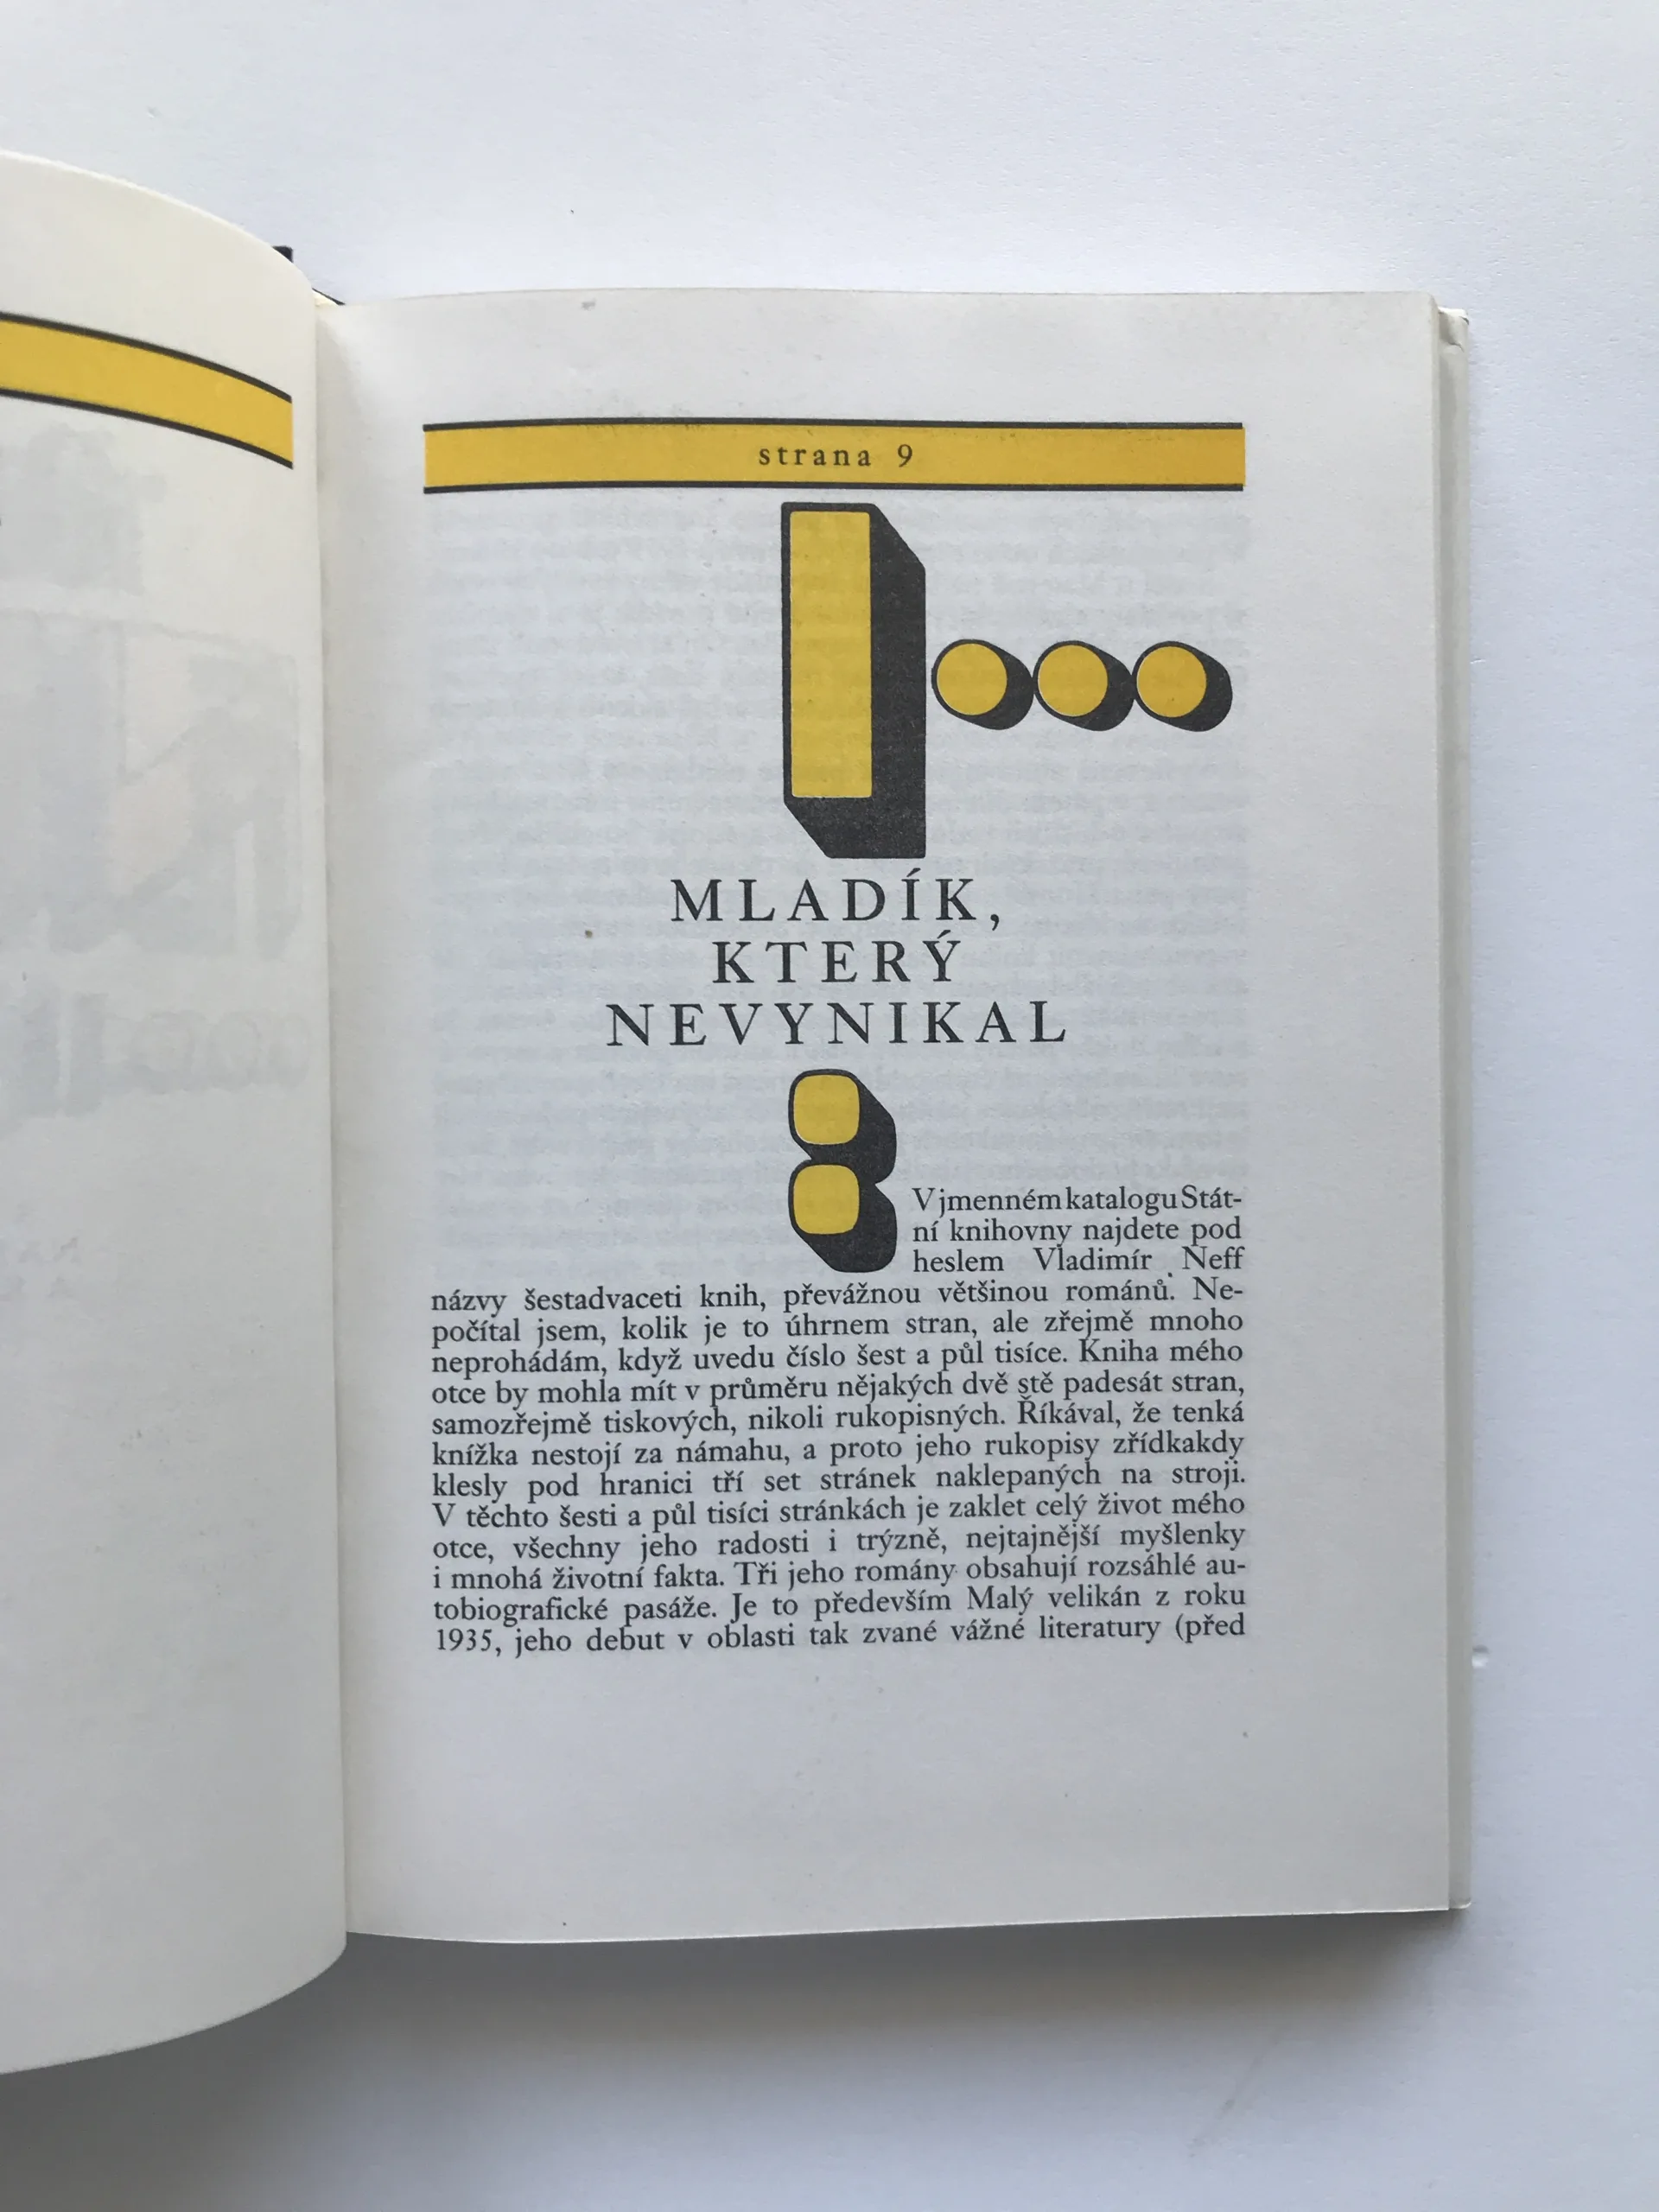 strana 9
1...
MLADÍK,
KTERÝ
NEVYNIKAL
V jmenném katalogu Stát-
ní knihovny najdete pod
heslem Vladimír Neff
názvy šestadvaceti knih, převážnou většinou románů. Ne-
počítal jsem, kolik je to úhrnem stran, ale zřejmě mnoho
neprohádám, když uvedu číslo šest a půl tisíce. Kniha mého
otce by mohla mít v průměru nějakých dvě stě padesát stran,
samozřejmě tiskových, nikoli rukopisných. Říkával, že tenká
knížka nestojí za námahu, a proto jeho rukopisy zřídkakdy
klesly pod hranici tří set stránek naklepaných na stroji.
V těchto šesti a půl tisíci stránkách je zaklet celý život mého
otce, všechny jeho radosti i trýzně, nejtajnější myšlenky
i mnohá životní fakta. Tři jeho romány obsahují rozsáhlé au-
tobiografické pasáže. Je to především Malý velikán z roku
1935, jeho debut v oblasti tak zvané vážné literatury (před